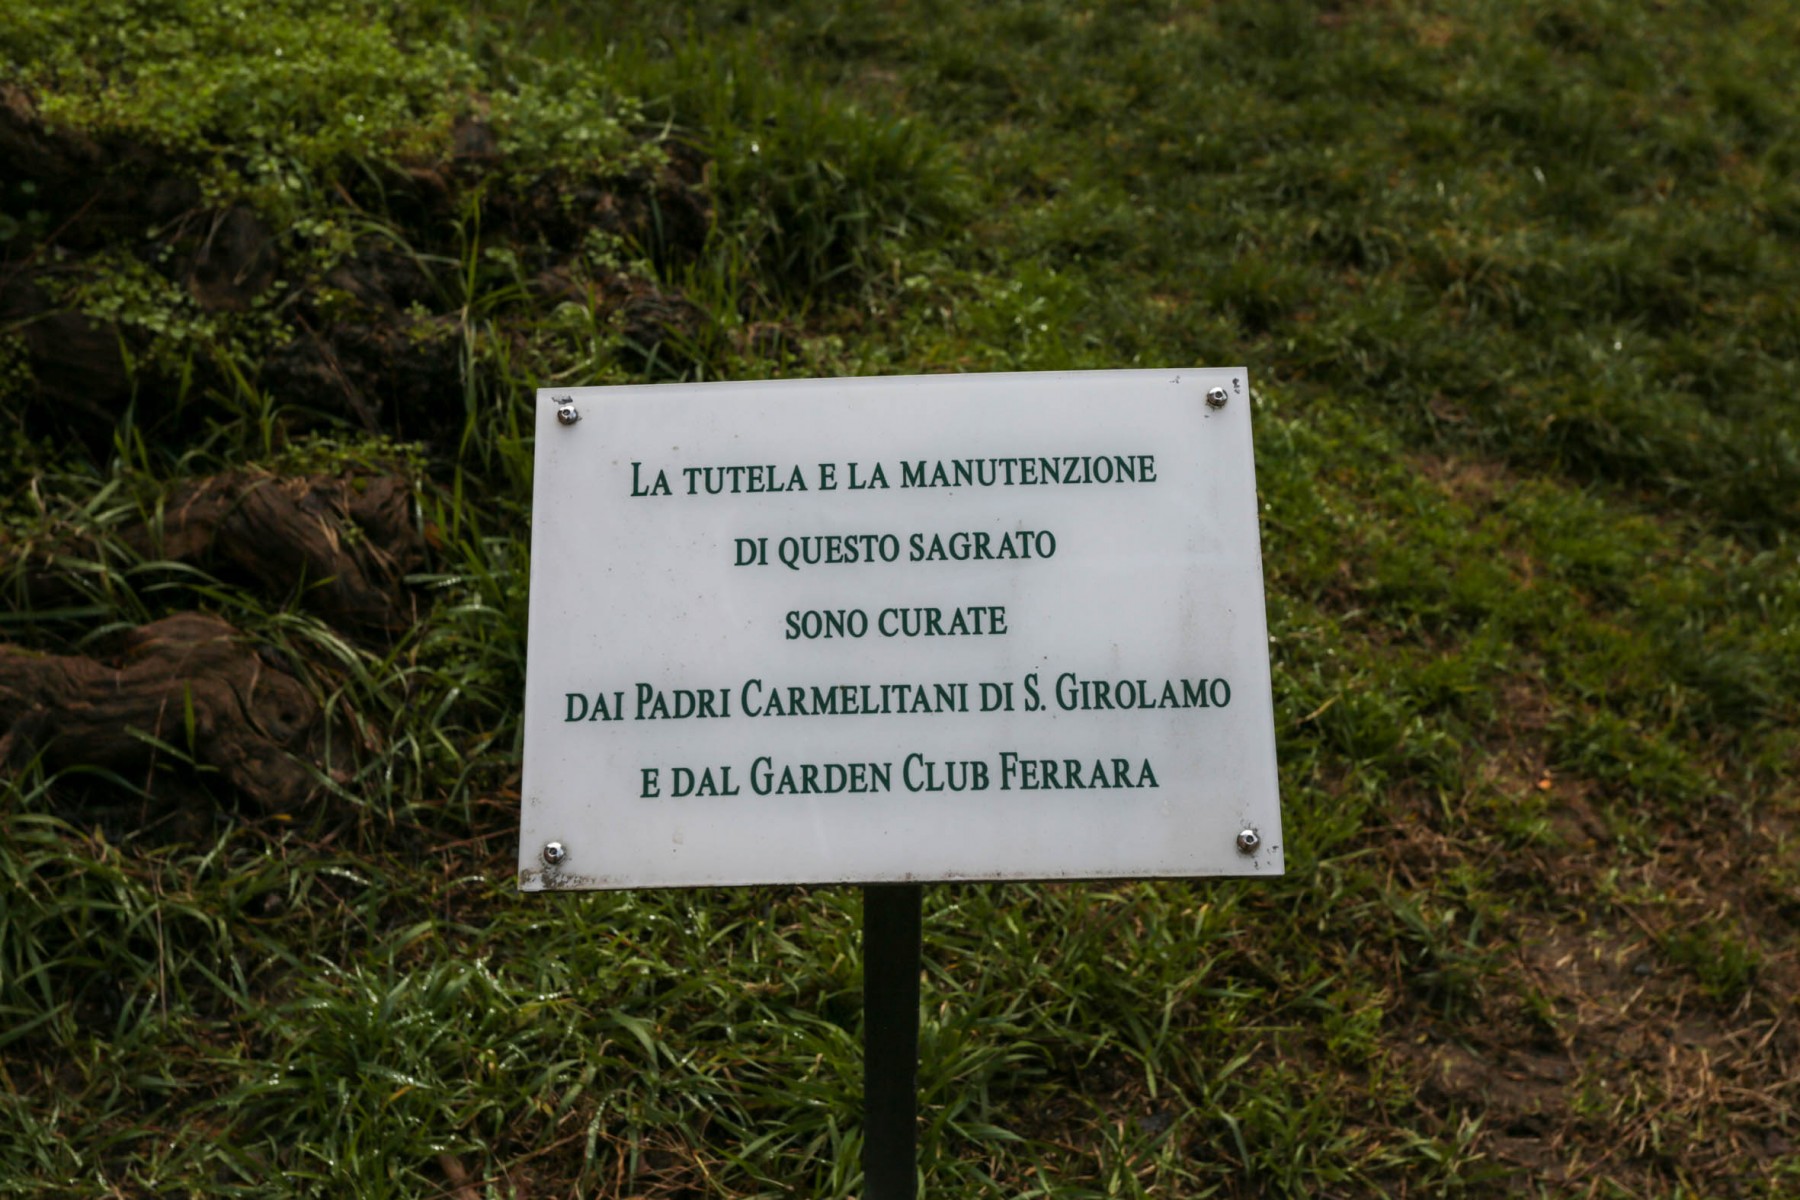 La tutela e la manutenzione
di questo sagrato
sono curate
dai Padri Carmelitani di S. Girolamo
e dal Garden Club Ferrara